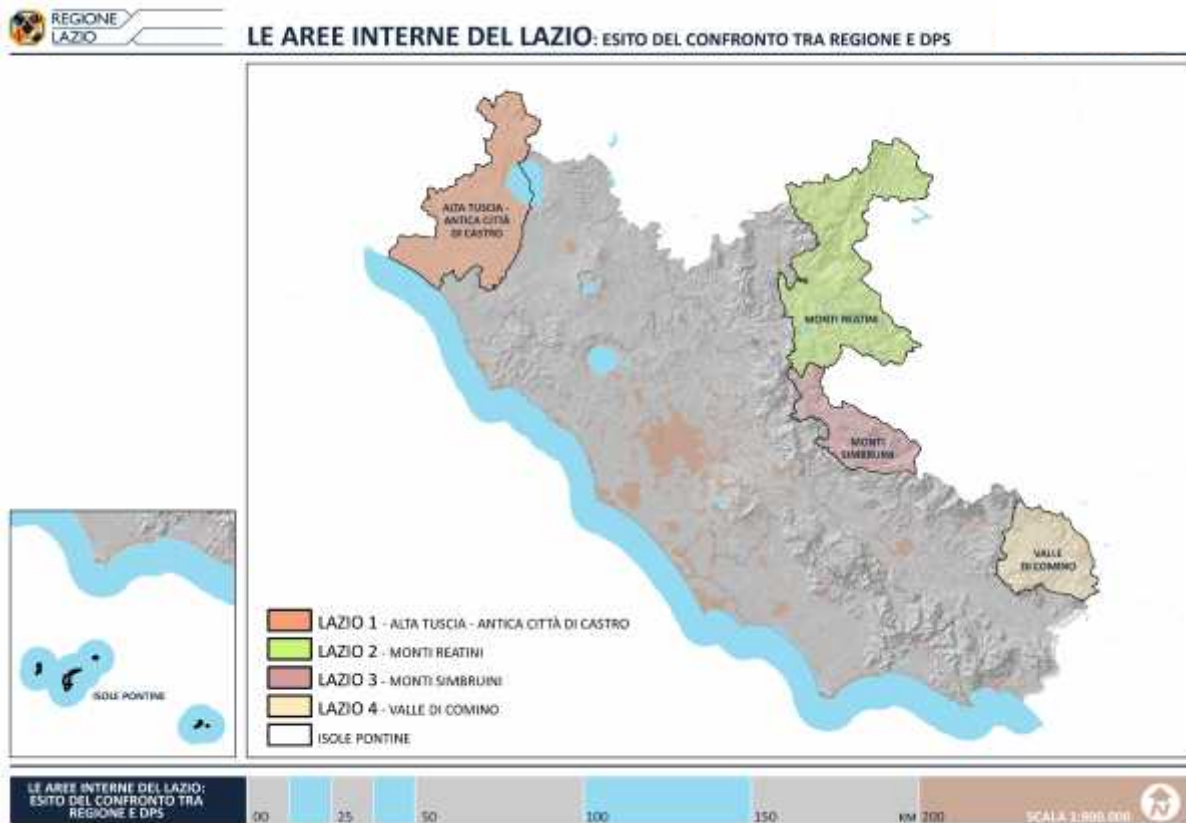 REGIONE
LAZIO
LE AREE INTERNE DEL LAZIO: ESITO DEL CONFRONTO TRA REGIONE E DPS
ALTA TUSCIA -
ANTICA CITTÀ
DI CASTRO
MONTI REATINI
MONTI
SIMBRUINI
VALLE
DI COMINO
ISOLE PONTINE
LAZIO 1 - ALTA TUSCIA - ANTICA CITTÀ DI CASTRO
LAZIO 2 - MONTI REATINI
LAZIO 3 - MONTI SIMBRUINI
LAZIO 4 - VALLE DI COMINO
ISOLE PONTINE
LE AREE INTERNE DEL LAZIO:
ESITO DEL CONFRONTO TRA
REGIONE E DPS
00 25 50 100 150 KM 200 SCALA 1:900.000
N